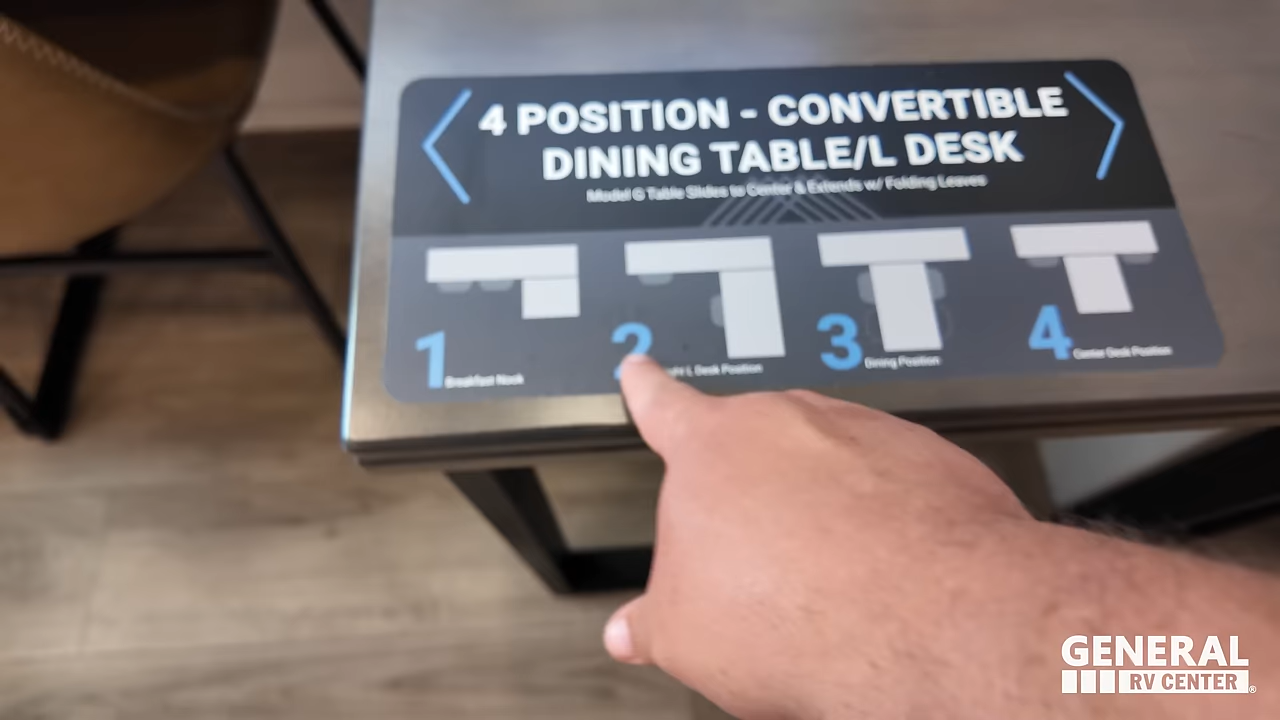 4 POSITION - CONVERTIBLE
DINING TABLE/L DESK
Model G Table Slides to Center & Extends w/ Folding Leaves
1 Breakfast Nook
2 L Desk Position
3 Dining Position
4 Center Desk Position
GENERAL
RV CENTER®